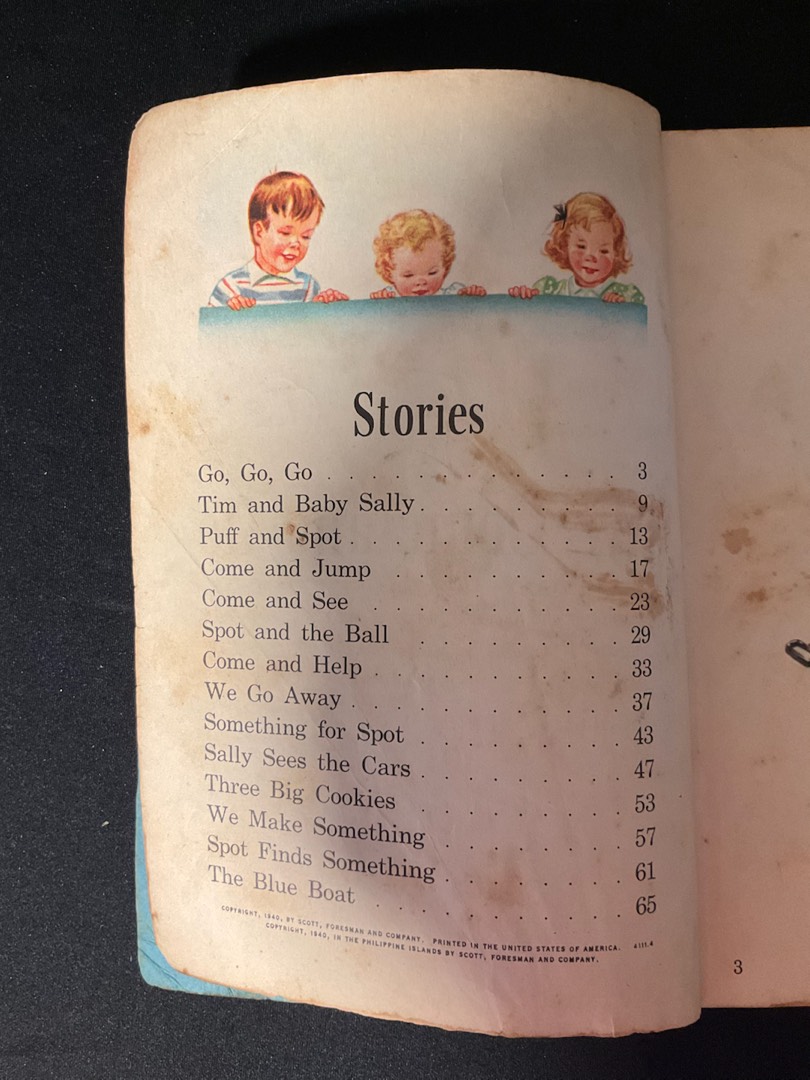 Stories
Go, Go, Go . . . . . . . . . . . . . 3
Tim and Baby Sally . . . . . . . . . 9
Puff and Spot . . . . . . . . . . . . 13
Come and Jump . . . . . . . . . . 17
Come and See . . . . . . . . . . . 23
Spot and the Ball . . . . . . . . . 29
Come and Help . . . . . . . . . . . 33
We Go Away . . . . . . . . . . . . 37
Something for Spot . . . . . . . . . 43
Sally Sees the Cars . . . . . . . . . 47
Three Big Cookies . . . . . . . . . 53
We Make Something . . . . . . . . 57
Spot Finds Something . . . . . . . . 61
The Blue Boat . . . . . . . . . . 65
COPYRIGHT, 1940, BY SCOTT, FORESMAN AND COMPANY. PRINTED IN THE UNITED STATES OF AMERICA. 4111.4
COPYRIGHT, 1940, IN THE PHILIPPINE ISLANDS BY SCOTT, FORESMAN AND COMPANY.
3